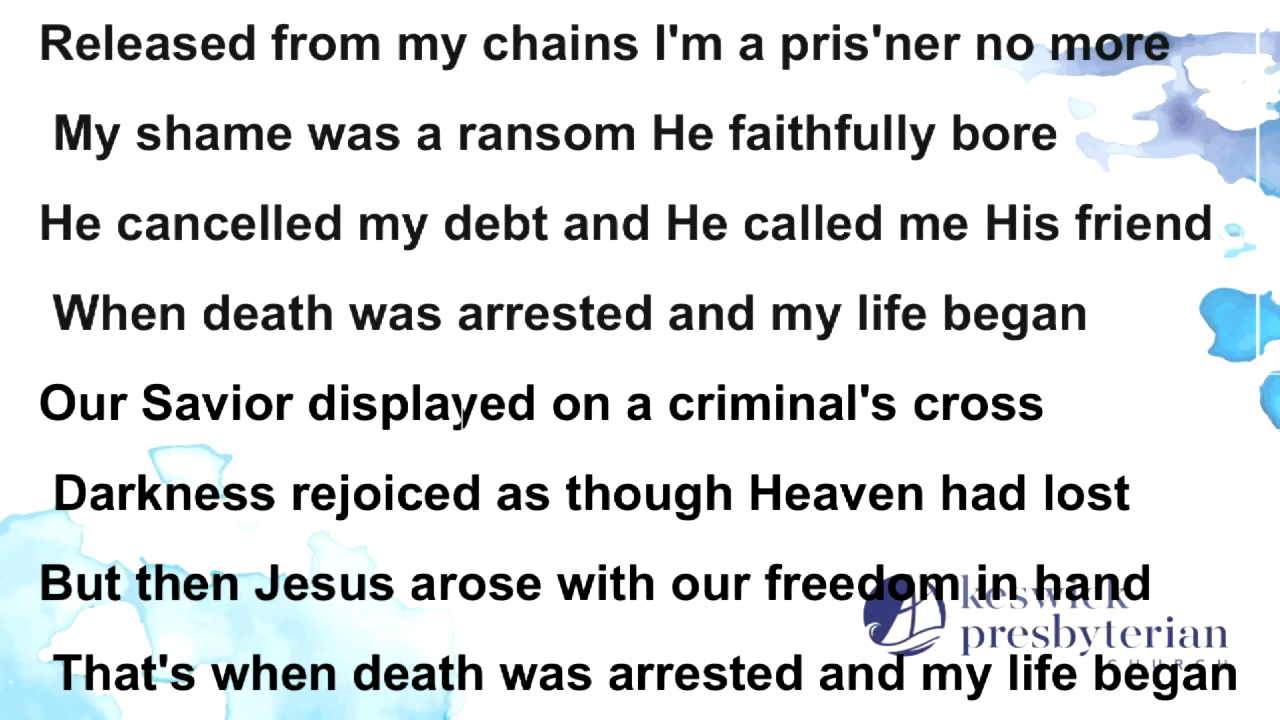 Released from my chains I'm a pris'ner no more
My shame was a ransom He faithfully bore
He cancelled my debt and He called me His friend
When death was arrested and my life began
Our Savior displayed on a criminal's cross
Darkness rejoiced as though Heaven had lost
But then Jesus arose with our freedom in hand
keswick
presbyterian
CHURCH
That's when death was arrested and my life began